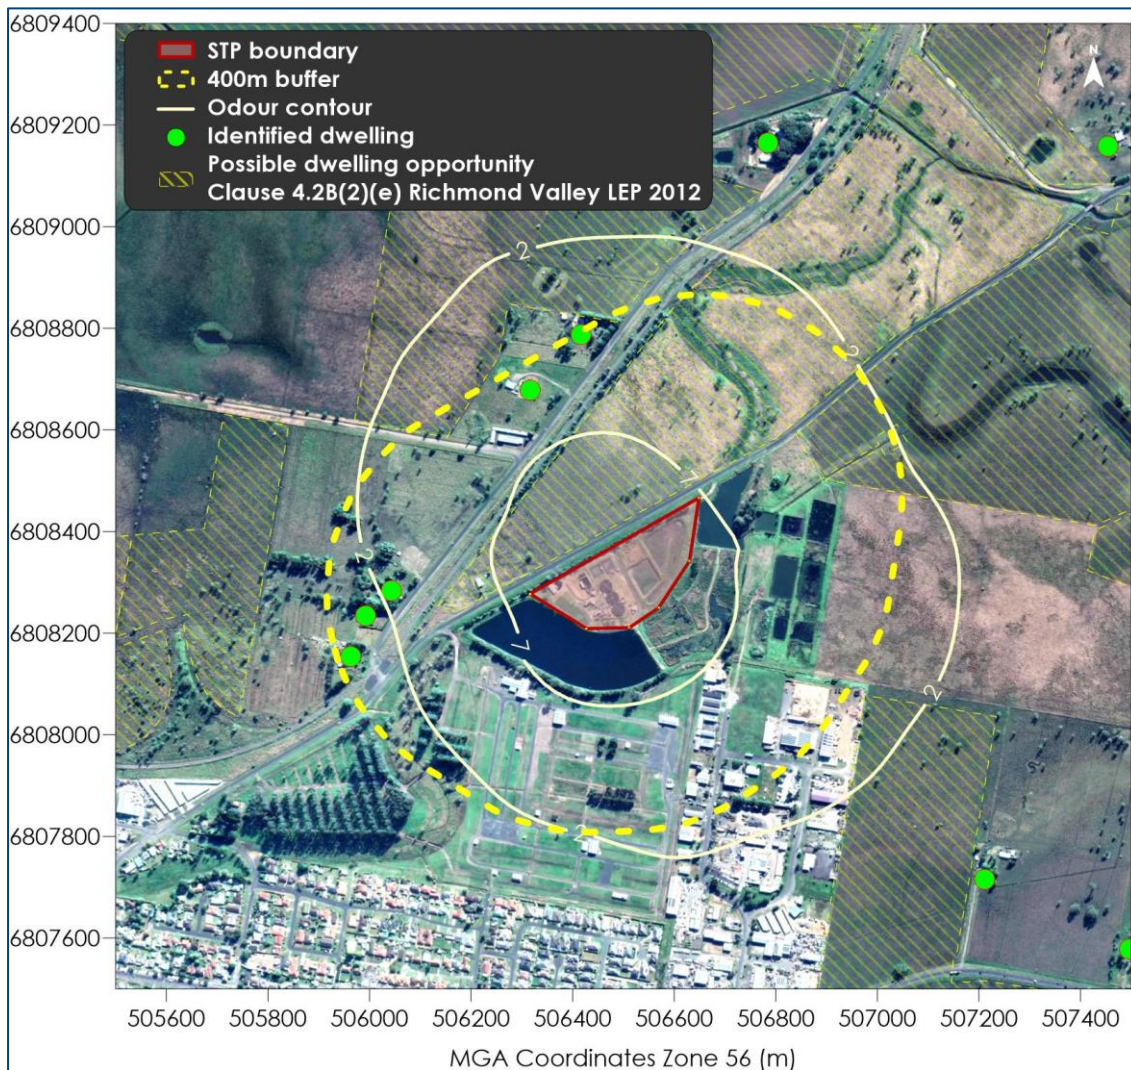 STP boundary
400m buffer
Odour contour
Identified dwelling
Possible dwelling opportunity
Clause 4.2B(2)(e) Richmond Valley LEP 2012
N
6809400
6809200
6809000
6808800
6808600
6808400
6808200
6808000
6807800
6807600
2
2
7
2
7
2
2
505600 505800 506000 506200 506400 506600 506800 507000 507200 507400
MGA Coordinates Zone 56 (m)